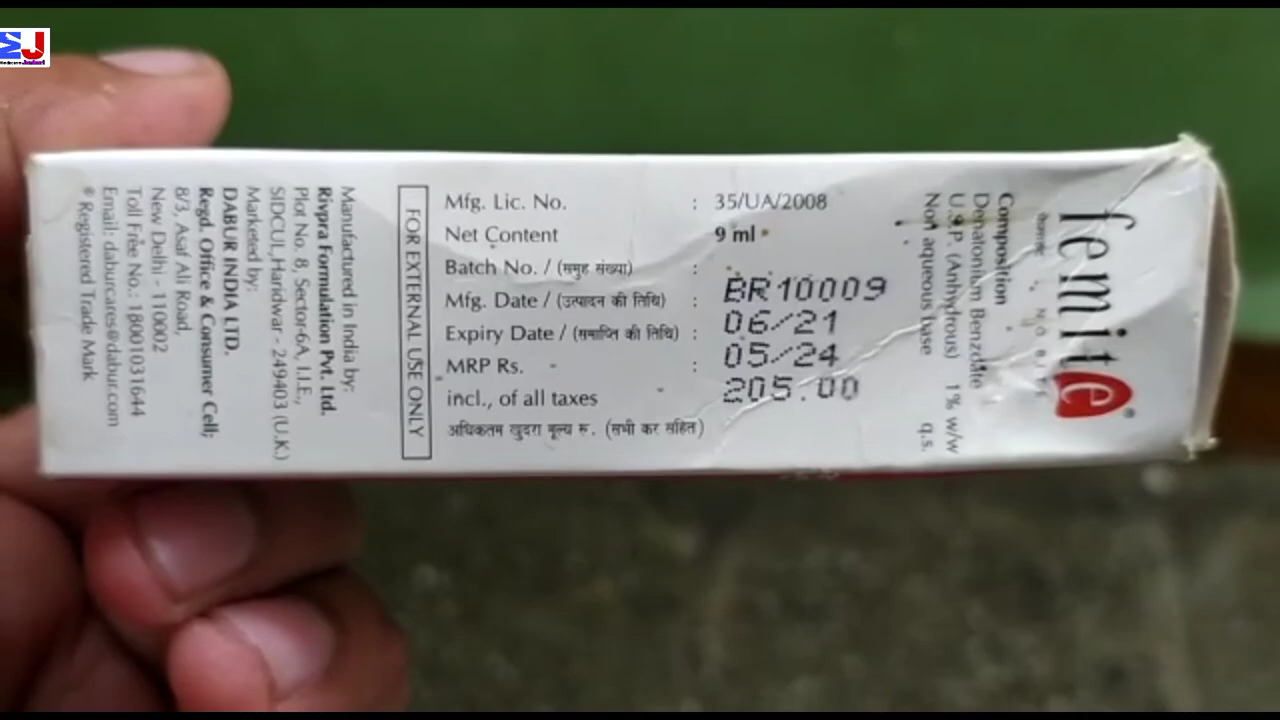 Mfg. Lic. No. : 35/UA/2008
Net Content 9 ml
Batch No. / (समुह संख्या) : BR10009
Mfg. Date / (उत्पादन की तिथि) : 06/21
Expiry Date / (समाप्ति की तिथि) : 05/24
MRP Rs. : 205.00
incl., of all taxes
अधिकतम खुदरा मूल्य रु. (सभी कर सहित)
FOR EXTERNAL USE ONLY
Manufactured in India by:
Rivpra Formulation Pvt. Ltd.
Plot No. 8, Sector-6A, I.I.E.,
SIDCUL, Haridwar - 249403 (U.K.)
Marketed by:
DABUR INDIA LTD.
Regd. Office & Consumer Cell;
8/3, Asaf Ali Road,
New Delhi - 110002
Toll Free No.: 18001031644
Email: daburcares@dabur.com
® Registered Trade Mark
femite®
Composition
Denatonium Benzoate
U.S.P. (Anhydrous) 1% w/w
Non aqueous base q.s.